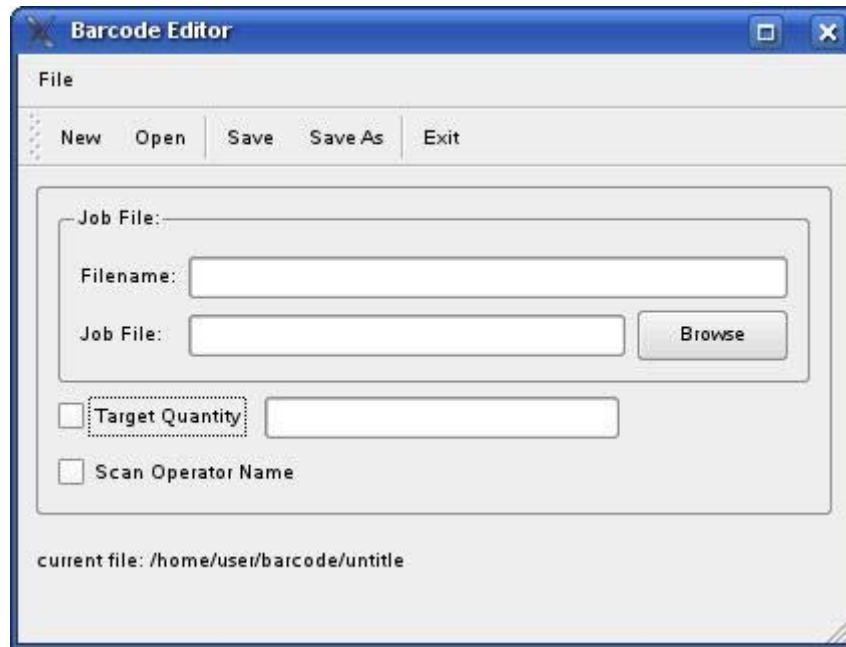 Barcode Editor
File
New Open Save Save As Exit
Job File:
Filename:
Job File: Browse
Target Quantity
Scan Operator Name
current file: /home/user/barcode/untitle